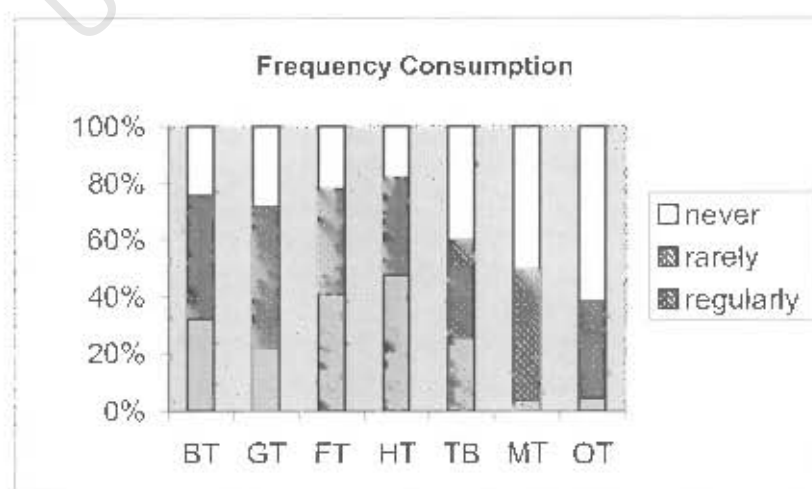 Frequency Consumption
100%
80%
60%
40%
20%
0%
BT GT FT HT TB MT OT
never
rarely
regularly